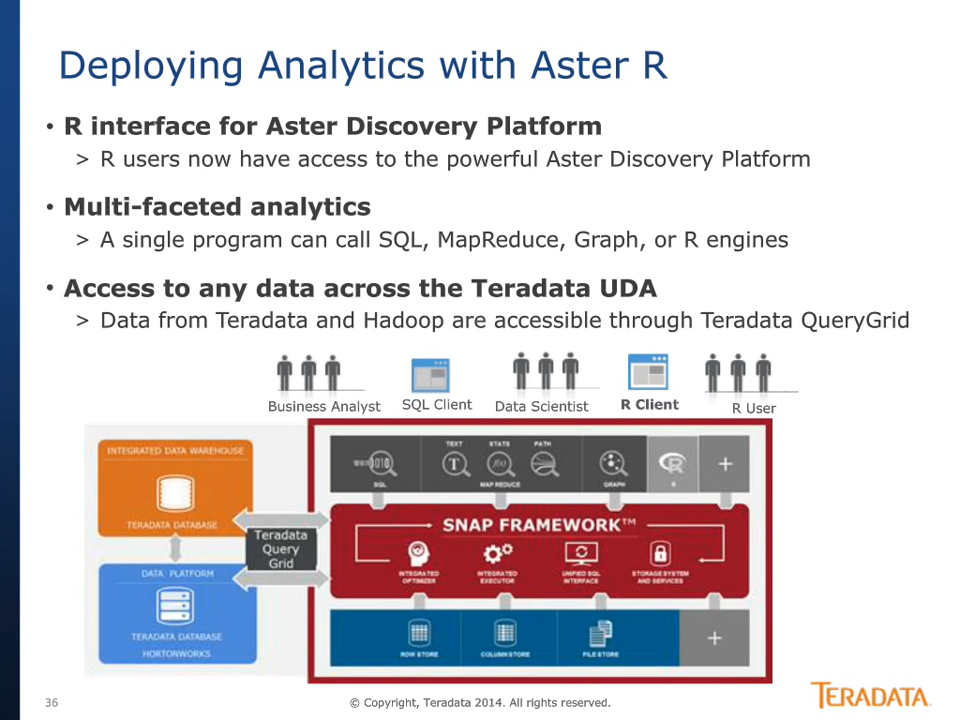 Deploying Analytics with Aster R
• R interface for Aster Discovery Platform
> R users now have access to the powerful Aster Discovery Platform
• Multi-faceted analytics
> A single program can call SQL, MapReduce, Graph, or R engines
• Access to any data across the Teradata UDA
> Data from Teradata and Hadoop are accessible through Teradata QueryGrid
Business Analyst
SQL Client
Data Scientist
R Client
R User
INTEGRATED DATA WAREHOUSE
TERADATA DATABASE
DATA PLATFORM
TERADATA DATABASE
HORTONWORKS
Teradata
Query
Grid
TEXT STATS PATH
T
f(x)
R
+
SQL
MAP REDUCE
GRAPH
R
SNAP FRAMEWORK™
INTEGRATED
OPTIMIZER
INTEGRATED
EXECUTOR
UNIFIED SQL
INTERFACE
STORAGE SYSTEM
AND SERVICES
ROW STORE
COLUMN STORE
FILE STORE
+
36
© Copyright, Teradata 2014. All rights reserved.
TERADATA